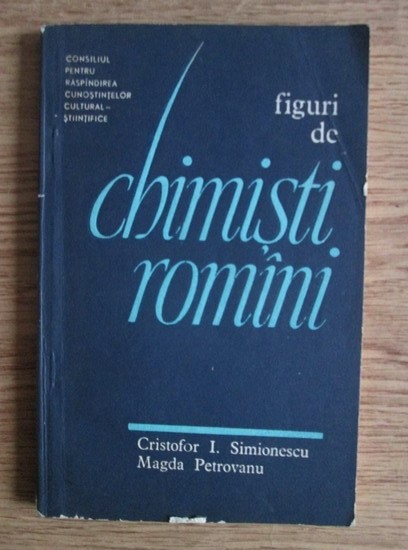 CONSILIUL
PENTRU
RĂSPÎNDIREA
CUNOȘTINȚELOR
CULTURAL-
ȘTIINȚIFICE
figuri
de
chimiști
romîni
Cristofor I. Simionescu
Magda Petrovanu